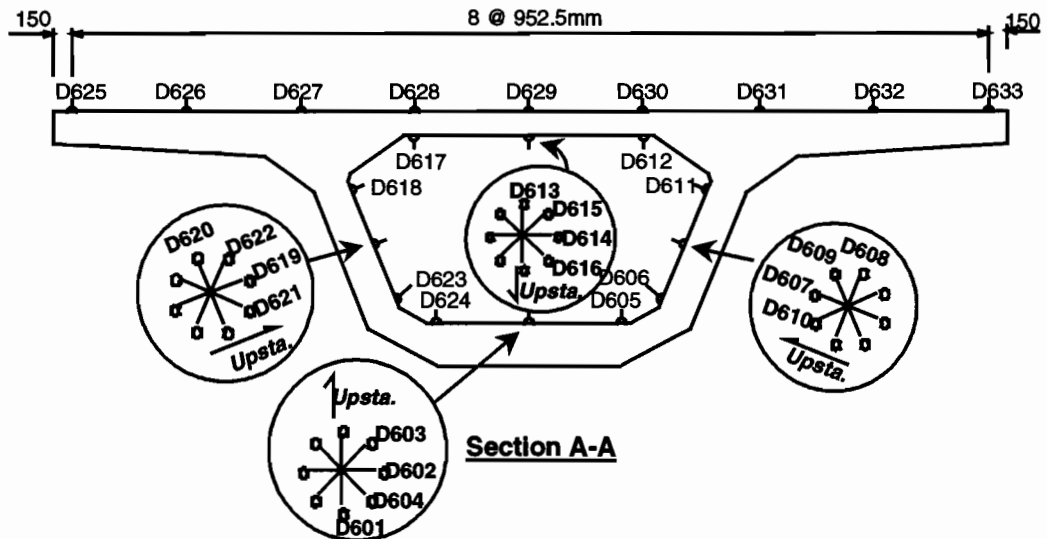 150
8 @ 952.5mm
150
D625
D626
D627
D628
D629
D630
D631
D632
D633
D617
D612
D618
D611
D613
D615
D614
D616
Upsta.
D620
D622
D619
D621
Upsta.
D609
D608
D607
D610
Upsta.
D623
D624
D606
D605
Upsta.
D603
D602
D604
D601
Section A-A